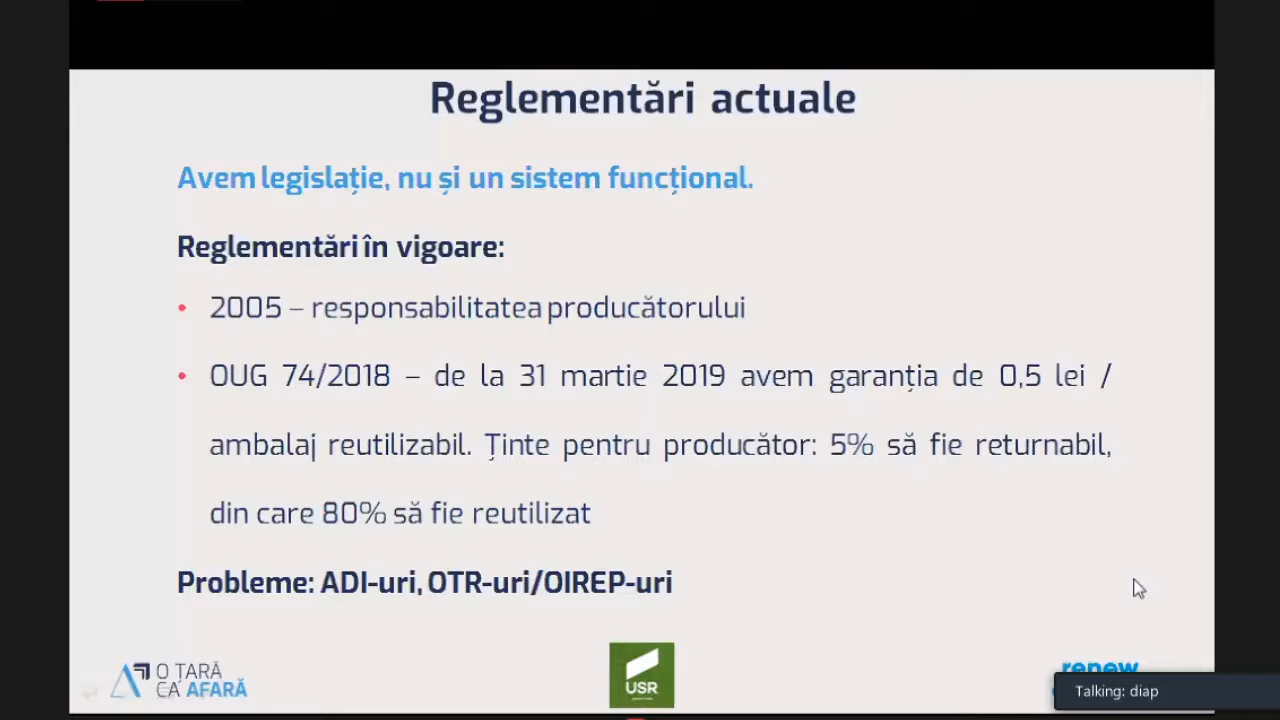 Reglementări actuale
Avem legislație, nu și un sistem funcțional.
Reglementări în vigoare:
• 2005 – responsabilitatea producătorului
• OUG 74/2018 – de la 31 martie 2019 avem garanția de 0,5 lei /
ambalaj reutilizabil. Ținte pentru producător: 5% să fie returnabil,
din care 80% să fie reutilizat
Probleme: ADI-uri, OTR-uri/OIREP-uri
O ȚARĂ
CA AFARĂ
USR
renew
Talking: diap